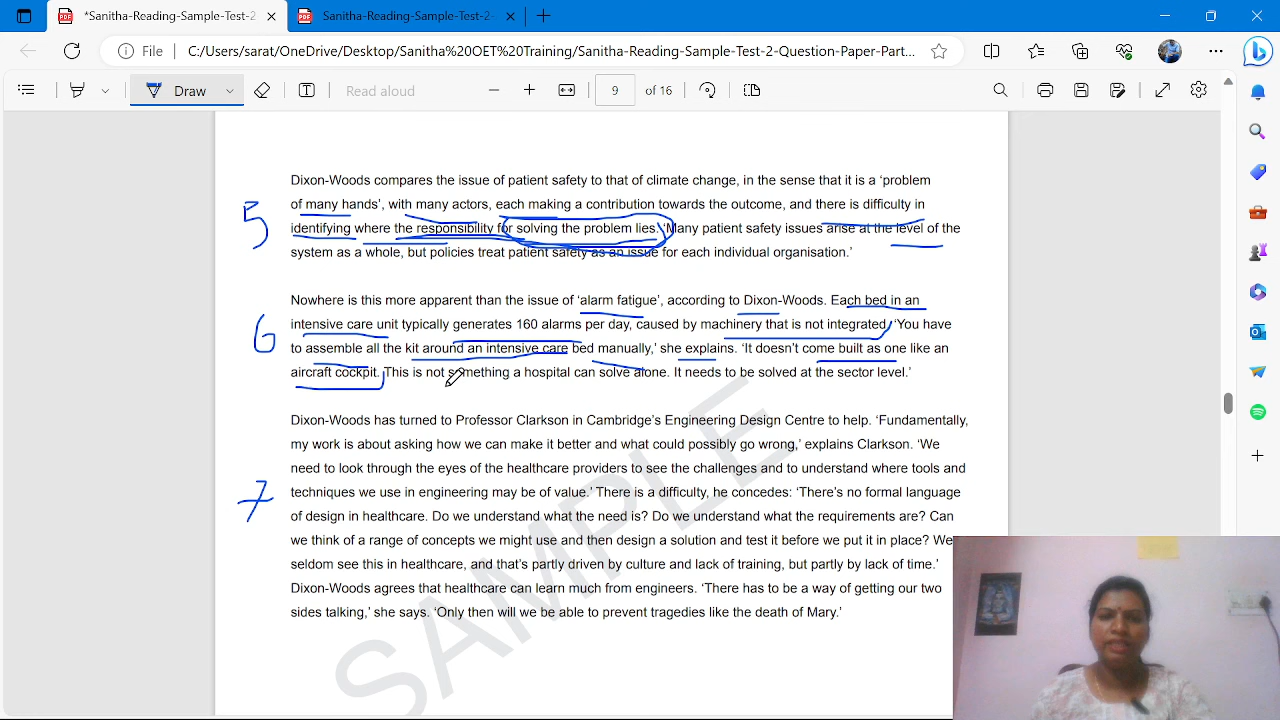 *Sanitha-Reading-Sample-Test-2
Sanitha-Reading-Sample-Test-2-
File
C:/Users/sarat/OneDrive/Desktop/Sanitha%20OET%20Training/Sanitha-Reading-Sample-Test-2-Question-Paper-Part...
Draw
Read aloud
9
of 16
Dixon-Woods compares the issue of patient safety to that of climate change, in the sense that it is a ‘problem
of many hands’, with many actors, each making a contribution towards the outcome, and there is difficulty in
5
identifying where the responsibility for solving the problem lies. ‘Many patient safety issues arise at the level of the
system as a whole, but policies treat patient safety as an issue for each individual organisation.’
Nowhere is this more apparent than the issue of ‘alarm fatigue’, according to Dixon-Woods. Each bed in an
intensive care unit typically generates 160 alarms per day, caused by machinery that is not integrated. ‘You have
6
to assemble all the kit around an intensive care bed manually,’ she explains. ‘It doesn’t come built as one like an
aircraft cockpit. This is not something a hospital can solve alone. It needs to be solved at the sector level.’
Dixon-Woods has turned to Professor Clarkson in Cambridge’s Engineering Design Centre to help. ‘Fundamentally,
my work is about asking how we can make it better and what could possibly go wrong,’ explains Clarkson. ‘We
need to look through the eyes of the healthcare providers to see the challenges and to understand where tools and
techniques we use in engineering may be of value.’ There is a difficulty, he concedes: ‘There’s no formal language
7
of design in healthcare. Do we understand what the need is? Do we understand what the requirements are? Can
we think of a range of concepts we might use and then design a solution and test it before we put it in place? We
seldom see this in healthcare, and that’s partly driven by culture and lack of training, but partly by lack of time.’
Dixon-Woods agrees that healthcare can learn much from engineers. ‘There has to be a way of getting our two
sides talking,’ she says. ‘Only then will we be able to prevent tragedies like the death of Mary.’
SAMPLE